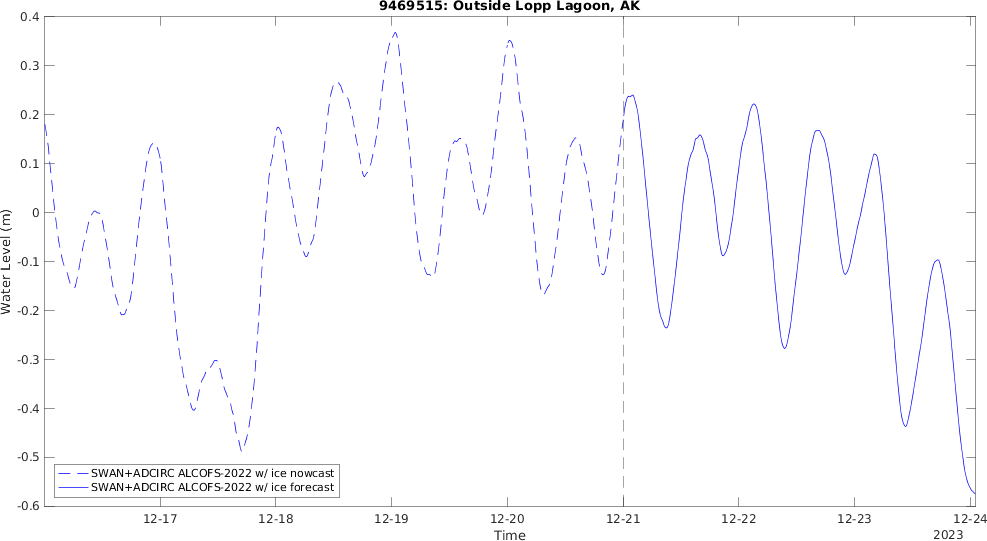 9469515: Outside Lopp Lagoon, AK
0.4
0.3
0.2
0.1
0
-0.1
-0.2
-0.3
-0.4
-0.5
-0.6
Water Level (m)
SWAN+ADCIRC ALCOFS-2022 w/ ice nowcast
SWAN+ADCIRC ALCOFS-2022 w/ ice forecast
12-17 12-18 12-19 12-20 12-21 12-22 12-23 12-24
Time
2023